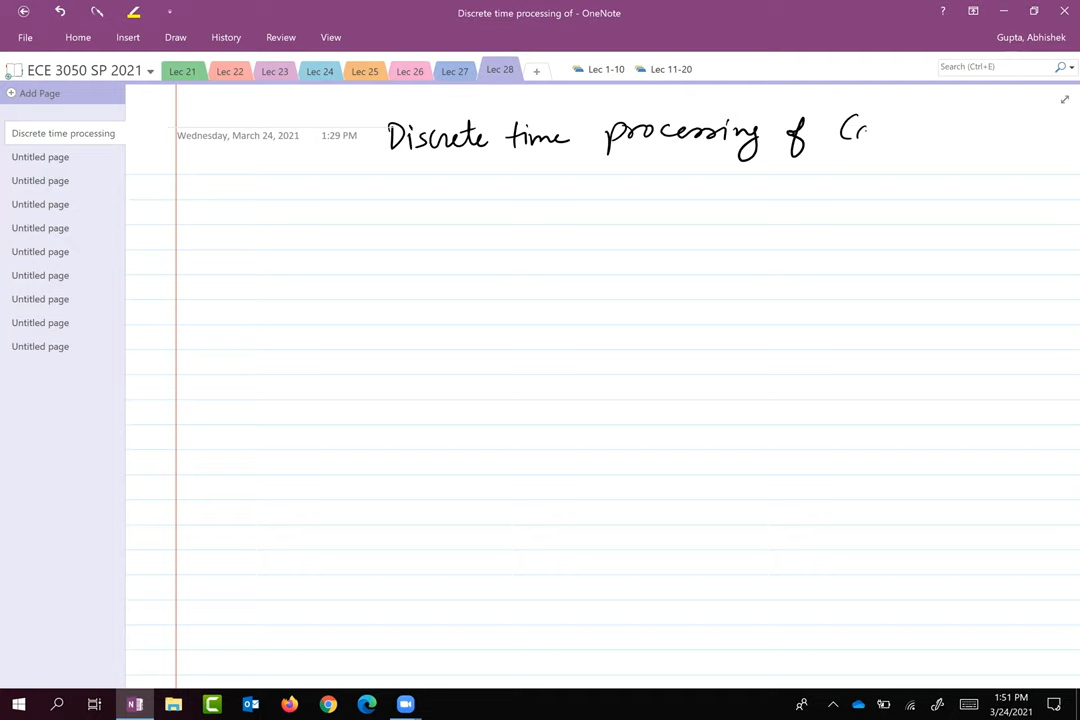 Discrete time processing of - OneNote
File Home Insert Draw History Review View
Gupta, Abhishek
ECE 3050 SP 2021
Lec 21 Lec 22 Lec 23 Lec 24 Lec 25 Lec 26 Lec 27 Lec 28 Lec 1-10 Lec 11-20
Search (Ctrl+E)
Add Page
Discrete time processing
Untitled page
Untitled page
Untitled page
Untitled page
Untitled page
Untitled page
Untitled page
Untitled page
Untitled page
Wednesday, March 24, 2021 1:29 PM
Discrete time processing of
1:51 PM
3/24/2021